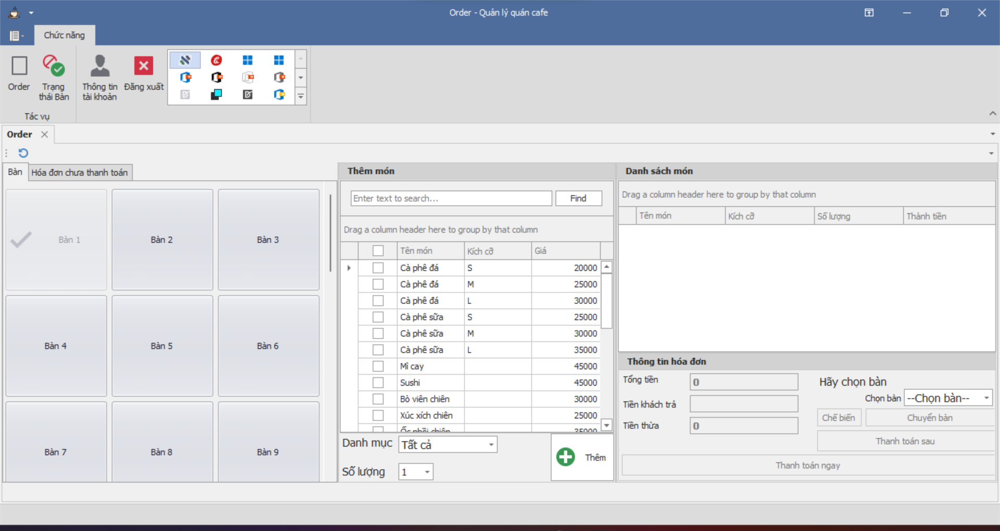 Order - Quản lý quán cafe
Chức năng
Order
Trạng thái Bàn
Thông tin tài khoản
Đăng xuất
Tác vụ
Order
Bàn
Hóa đơn chưa thanh toán
Bàn 1
Bàn 2
Bàn 3
Bàn 4
Bàn 5
Bàn 6
Bàn 7
Bàn 8
Bàn 9
Thêm món
Enter text to search...
Find
Drag a column header here to group by that column
Tên món Kích cỡ Giá
Cà phê đá S 20000
Cà phê đá M 25000
Cà phê đá L 30000
Cà phê sữa S 25000
Cà phê sữa M 30000
Cà phê sữa L 35000
Mì cay 45000
Sushi 45000
Bò viên chiên 30000
Xúc xích chiên 25000
Ốc nhồi chiên 35000
Danh mục Tất cả
Số lượng 1
Thêm
Danh sách món
Drag a column header here to group by that column
Tên món Kích cỡ Số lượng Thành tiền
Thông tin hóa đơn
Tổng tiền 0
Tiền khách trả
Tiền thừa 0
Hãy chọn bàn
Chọn bàn --Chọn bàn--
Chế biến
Chuyển bàn
Thanh toán sau
Thanh toán ngay